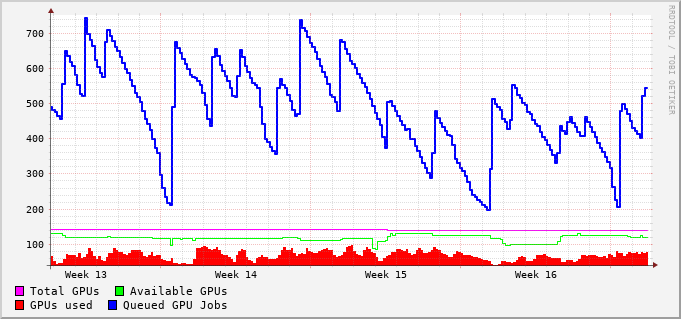 700
600
500
400
300
200
100
Week 13 Week 14 Week 15 Week 16
Total GPUs Available GPUs
GPUs used Queued GPU Jobs
RRDTOOL / TOBI OETIKER